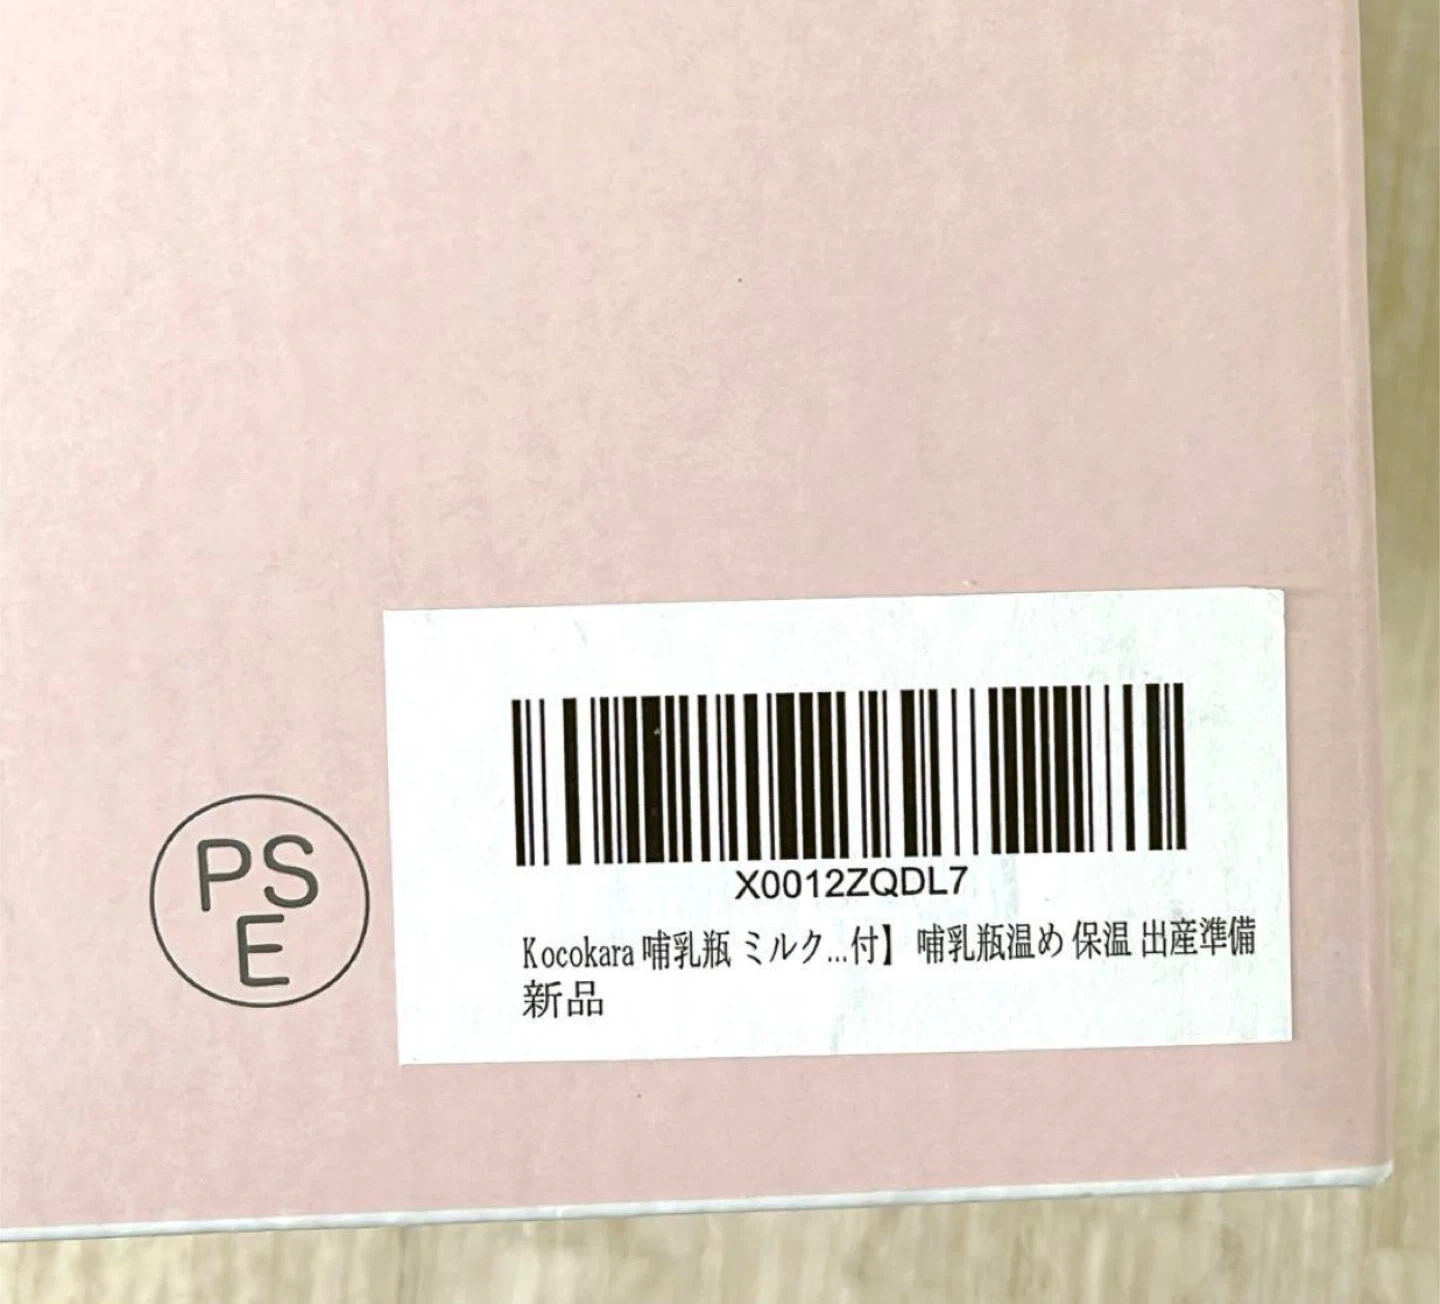 PS
E
X0012ZQDL7
Kocokara 哺乳瓶 ミルク...付】 哺乳瓶温め 保温 出産準備
新品